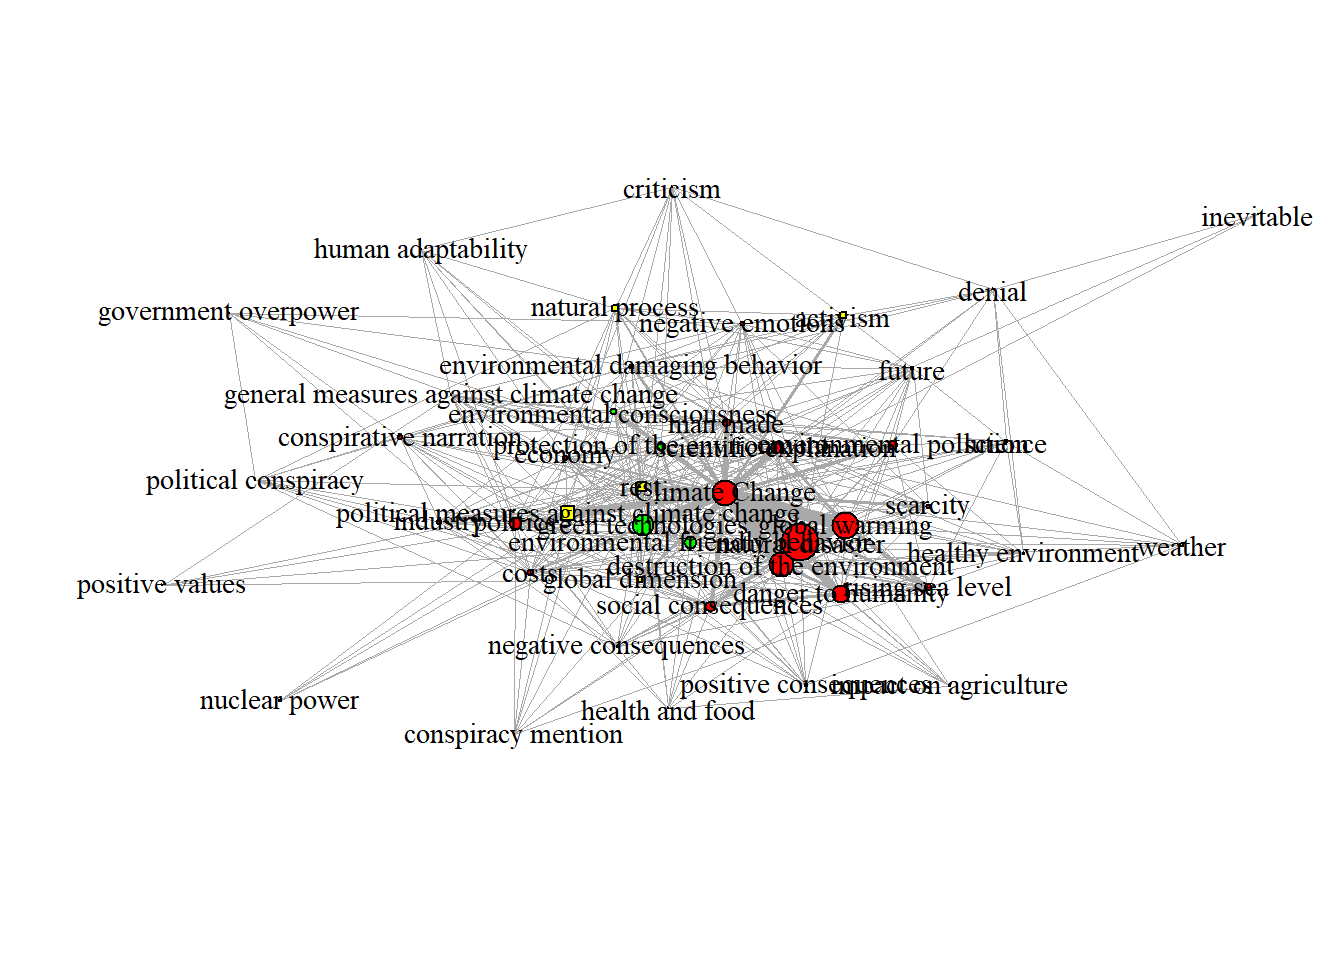 criticism
inevitable
human adaptability
denial
natural process
government overpower
activism
negative emotions
environmental damaging behavior
future
general measures against climate change
environmental consciousness
man made
conspirative narration
protection of the environment
environmental pollution
science
scientific explanation
economy
political conspiracy
rest
Climate Change
scarcity
political measures against climate change
industry
politics
green technologies
global warming
environmental friendly behavior
natural disaster
healthy environment
weather
destruction of the environment
costs
global dimension
positive values
rising sea level
danger to humanity
social consequences
negative consequences
positive consequences
impact on agriculture
nuclear power
health and food
conspiracy mention